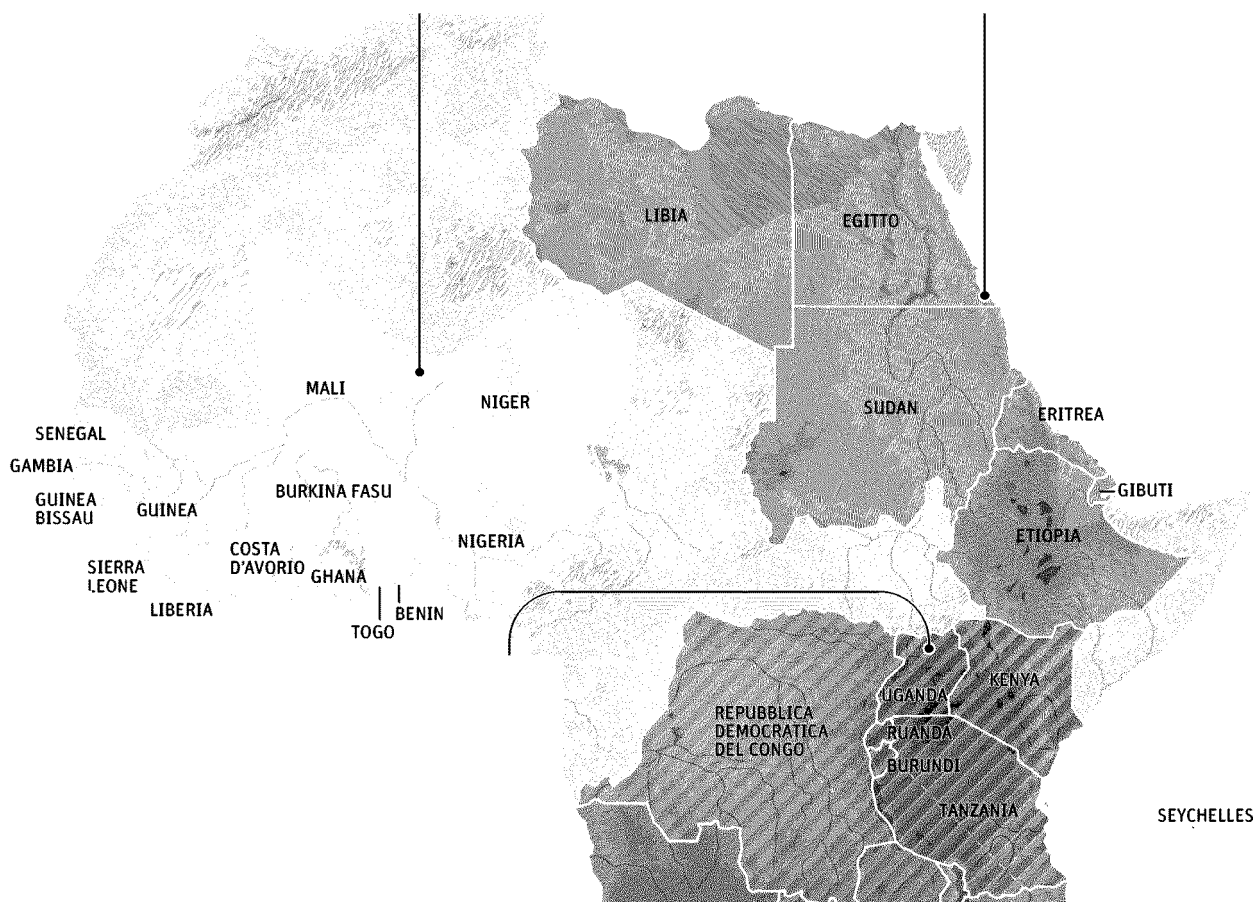 LIBIA
EGITTO
MALI
NIGER
SUDAN
ERITREA
SENEGAL
GAMBIA
GUINEA
BISSAU
GUINEA
BURKINA FASU
GIBUTI
ETIOPIA
NIGERIA
COSTA
D'AVORIO
GHANA
SIERRA
LEONE
LIBERIA
BENIN
TOGO
KENYA
UGANDA
REPUBBLICA
DEMOCRATICA
DEL CONGO
RUANDA
BURUNDI
TANZANIA
SEYCHELLES